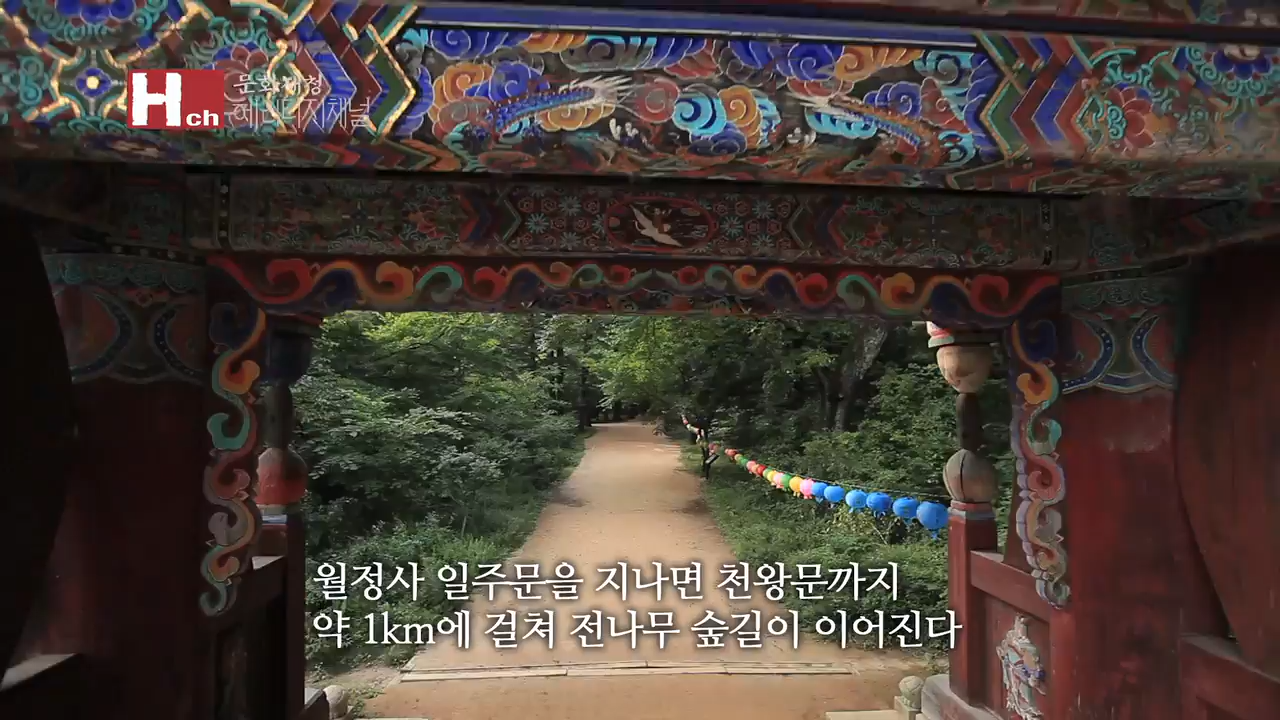 H ch
문화재청
헤리티지채널
월정사 일주문을 지나면 천왕문까지
약 1km에 걸쳐 전나무 숲길이 이어진다